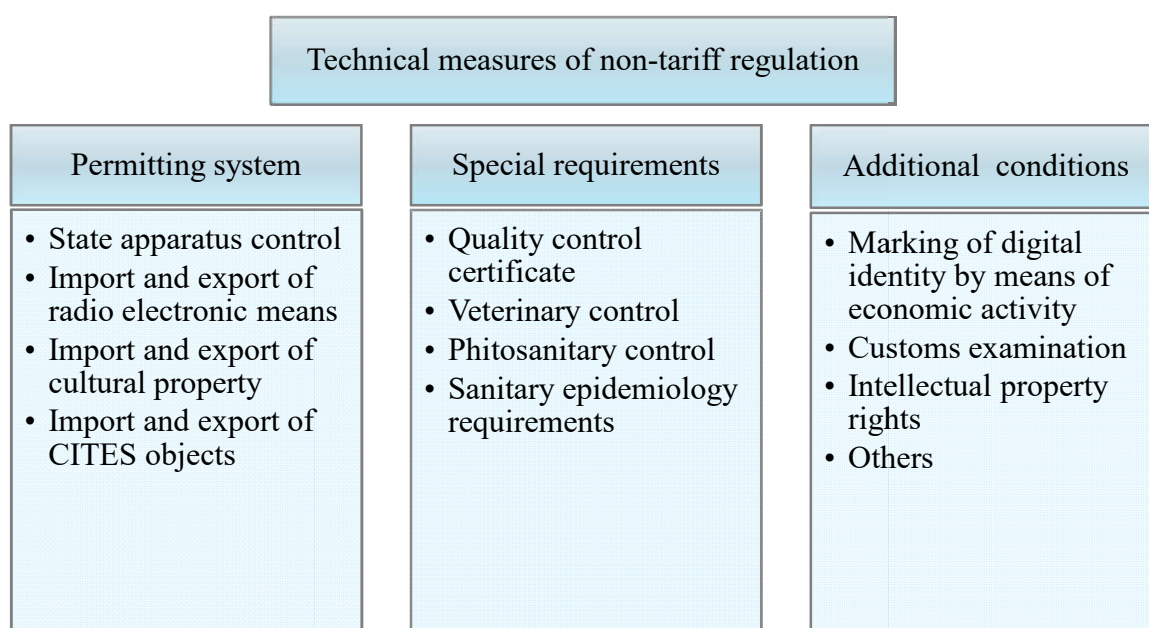 Technical measures of non-tariff regulation
Permitting system
• State apparatus control
• Import and export of
radio electronic means
• Import and export of
cultural property
• Import and export of
CITES objects
Special requirements
• Quality control
certificate
• Veterinary control
• Phitosanitary control
• Sanitary epidemiology
requirements
Additional conditions
• Marking of digital
identity by means of
economic activity
• Customs examination
• Intellectual property
rights
• Others